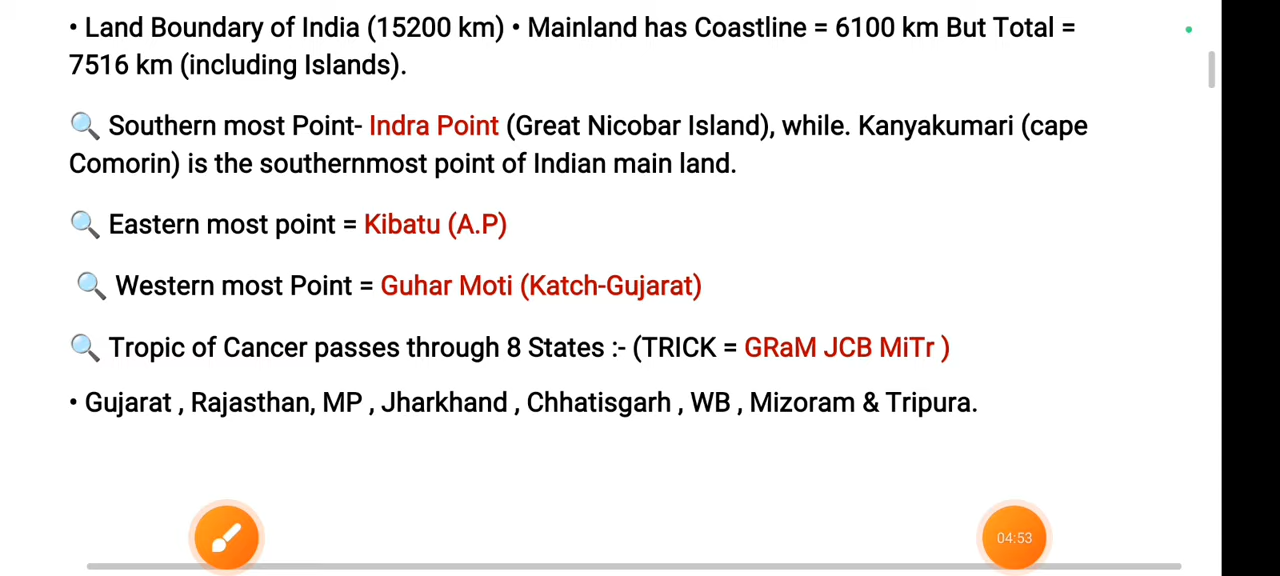 • Land Boundary of India (15200 km) • Mainland has Coastline = 6100 km But Total =
7516 km (including Islands).
🔍 Southern most Point- Indra Point (Great Nicobar Island), while. Kanyakumari (cape
Comorin) is the southernmost point of Indian main land.
🔍 Eastern most point = Kibatu (A.P)
🔍 Western most Point = Guhar Moti (Katch-Gujarat)
🔍 Tropic of Cancer passes through 8 States :- (TRICK = GRaM JCB MiTr )
• Gujarat , Rajasthan, MP , Jharkhand , Chhatisgarh , WB , Mizoram & Tripura.
04:53